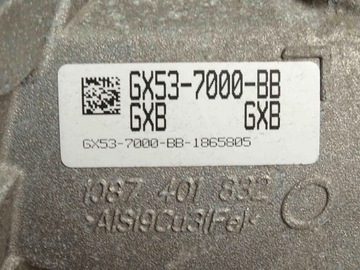 GX53-7000-BB
GXB GXB
GX53-7000-BB-1865805
1087 401 832
>AlSi9Cu3(Fe)<